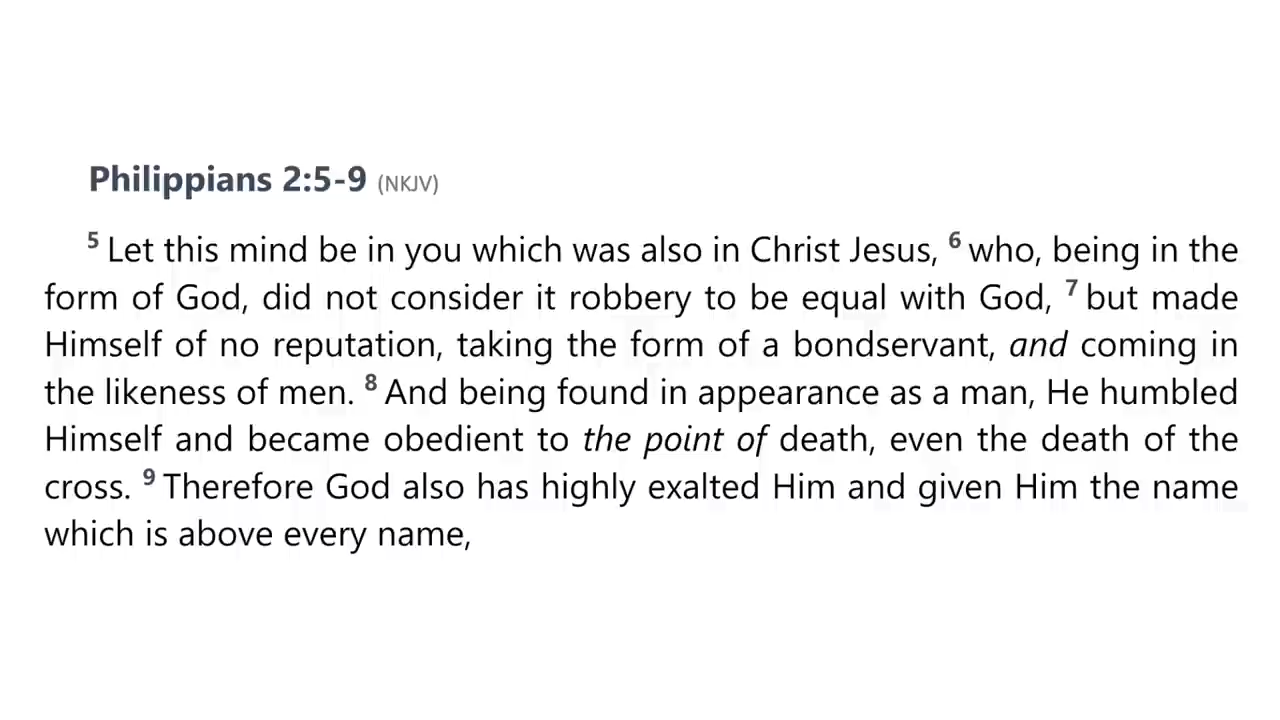 Philippians 2:5-9 (NKJV)
5 Let this mind be in you which was also in Christ Jesus, 6 who, being in the
form of God, did not consider it robbery to be equal with God, 7 but made
Himself of no reputation, taking the form of a bondservant, and coming in
the likeness of men. 8 And being found in appearance as a man, He humbled
Himself and became obedient to the point of death, even the death of the
cross. 9 Therefore God also has highly exalted Him and given Him the name
which is above every name,